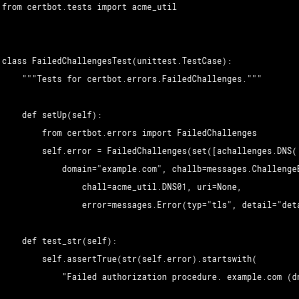 from certbot.tests import acme_util
class FailedChallengesTest(unittest.TestCase):
"""Tests for certbot.errors.FailedChallenges."""
def setUp(self):
from certbot.errors import FailedChallenges
self.error = FailedChallenges(set([achallenges.DNS(
domain="example.com", challb=messages.ChallengeB
chall=acme_util.DNS01, uri=None,
error=messages.Error(typ="tls", detail="deta
def test_str(self):
self.assertTrue(str(self.error).startswith(
"Failed authorization procedure. example.com (dn